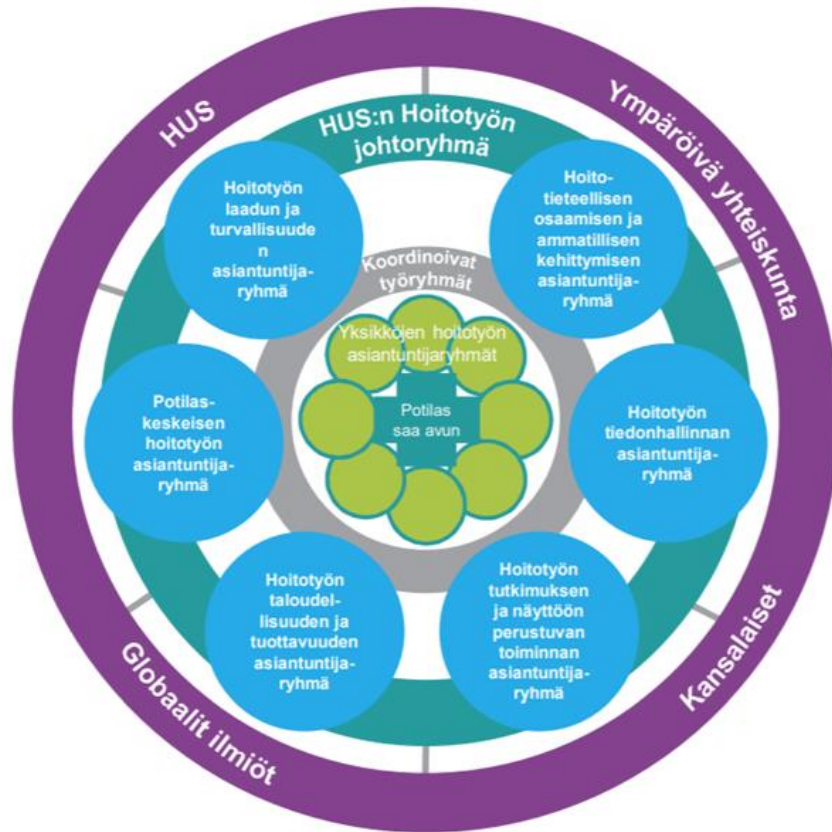 HUS
Ympäröivä yhteiskunta
HUS:n Hoitotyön
johtoryhmä
Hoitotyön
laadun ja
turvallisuude
n
asiantuntija-
ryhmä
Hoito-
tieteellisen
osaamisen ja
ammatillisen
kehittymisen
asiantuntija-
ryhmä
Koordinoivat
työryhmät
Yksikköjen hoitotyön
asiantuntijaryhmät
Potilas
saa avun
Potilas-
keskeisen
hoitotyön
asiantuntija-
ryhmä
Hoitotyön
tiedonhallinnan
asiantuntija-
ryhmä
Hoitotyön
taloudel-
lisuuden ja
tuottavuuden
asiantuntija-
ryhmä
Hoitotyön
tutkimuksen
ja näyttöön
perustuvan
toiminnan
asiantuntija-
ryhmä
Globaalit ilmiöt
Kansalaiset